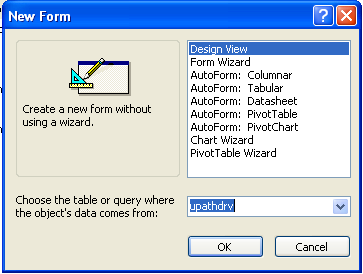 New Form
Design View
Form Wizard
AutoForm: Columnar
AutoForm: Tabular
AutoForm: Datasheet
AutoForm: PivotTable
AutoForm: PivotChart
Chart Wizard
PivotTable Wizard
Create a new form without
using a wizard.
Choose the table or query where
the object's data comes from:
upathdrv
OK
Cancel